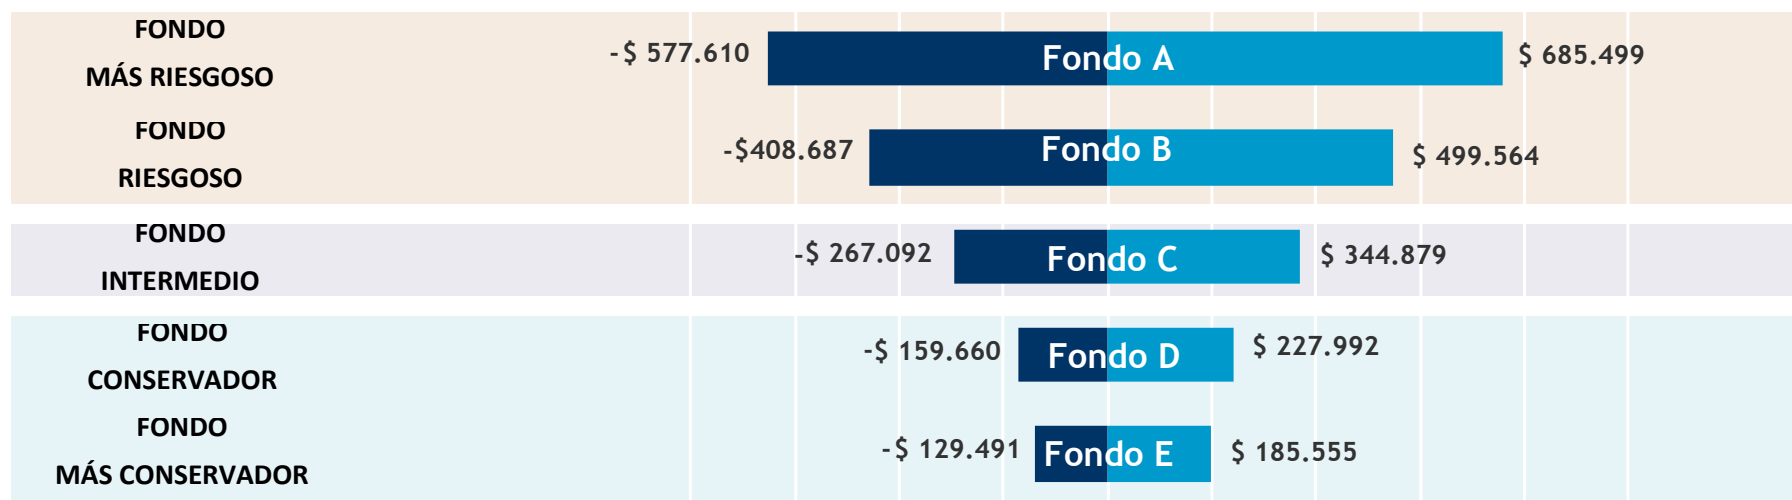 FONDO
MÁS RIESGOSO
-$ 577.610 Fondo A $ 685.499
FONDO
RIESGOSO
-$408.687 Fondo B $ 499.564
FONDO
INTERMEDIO
-$ 267.092 Fondo C $ 344.879
FONDO
CONSERVADOR
-$ 159.660 Fondo D $ 227.992
FONDO
MÁS CONSERVADOR
-$ 129.491 Fondo E $ 185.555